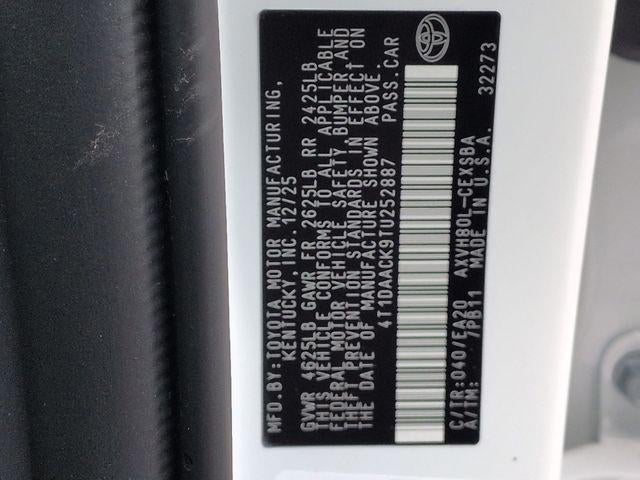 MFD.BY:TOYOTA MOTOR MANUFACTURING,
KENTUCKY, INC. 12/25
GVWR 4625LB GAWR FR 2625LB RR 2425LB
THIS VEHICLE CONFORMS TO ALL APPLICABLE
FEDERAL MOTOR VEHICLE SAFETY, BUMPER AND
THEFT PREVENTION STANDARDS IN EFFECT ON
THE DATE OF MANUFACTURE SHOWN ABOVE.
4T1DAACK9TU252887 PASS.CAR
C/TR:040/EA20 AXVH80L-CEXSBA 32273
A/TM: 7PB11 MADE IN U.S.A.